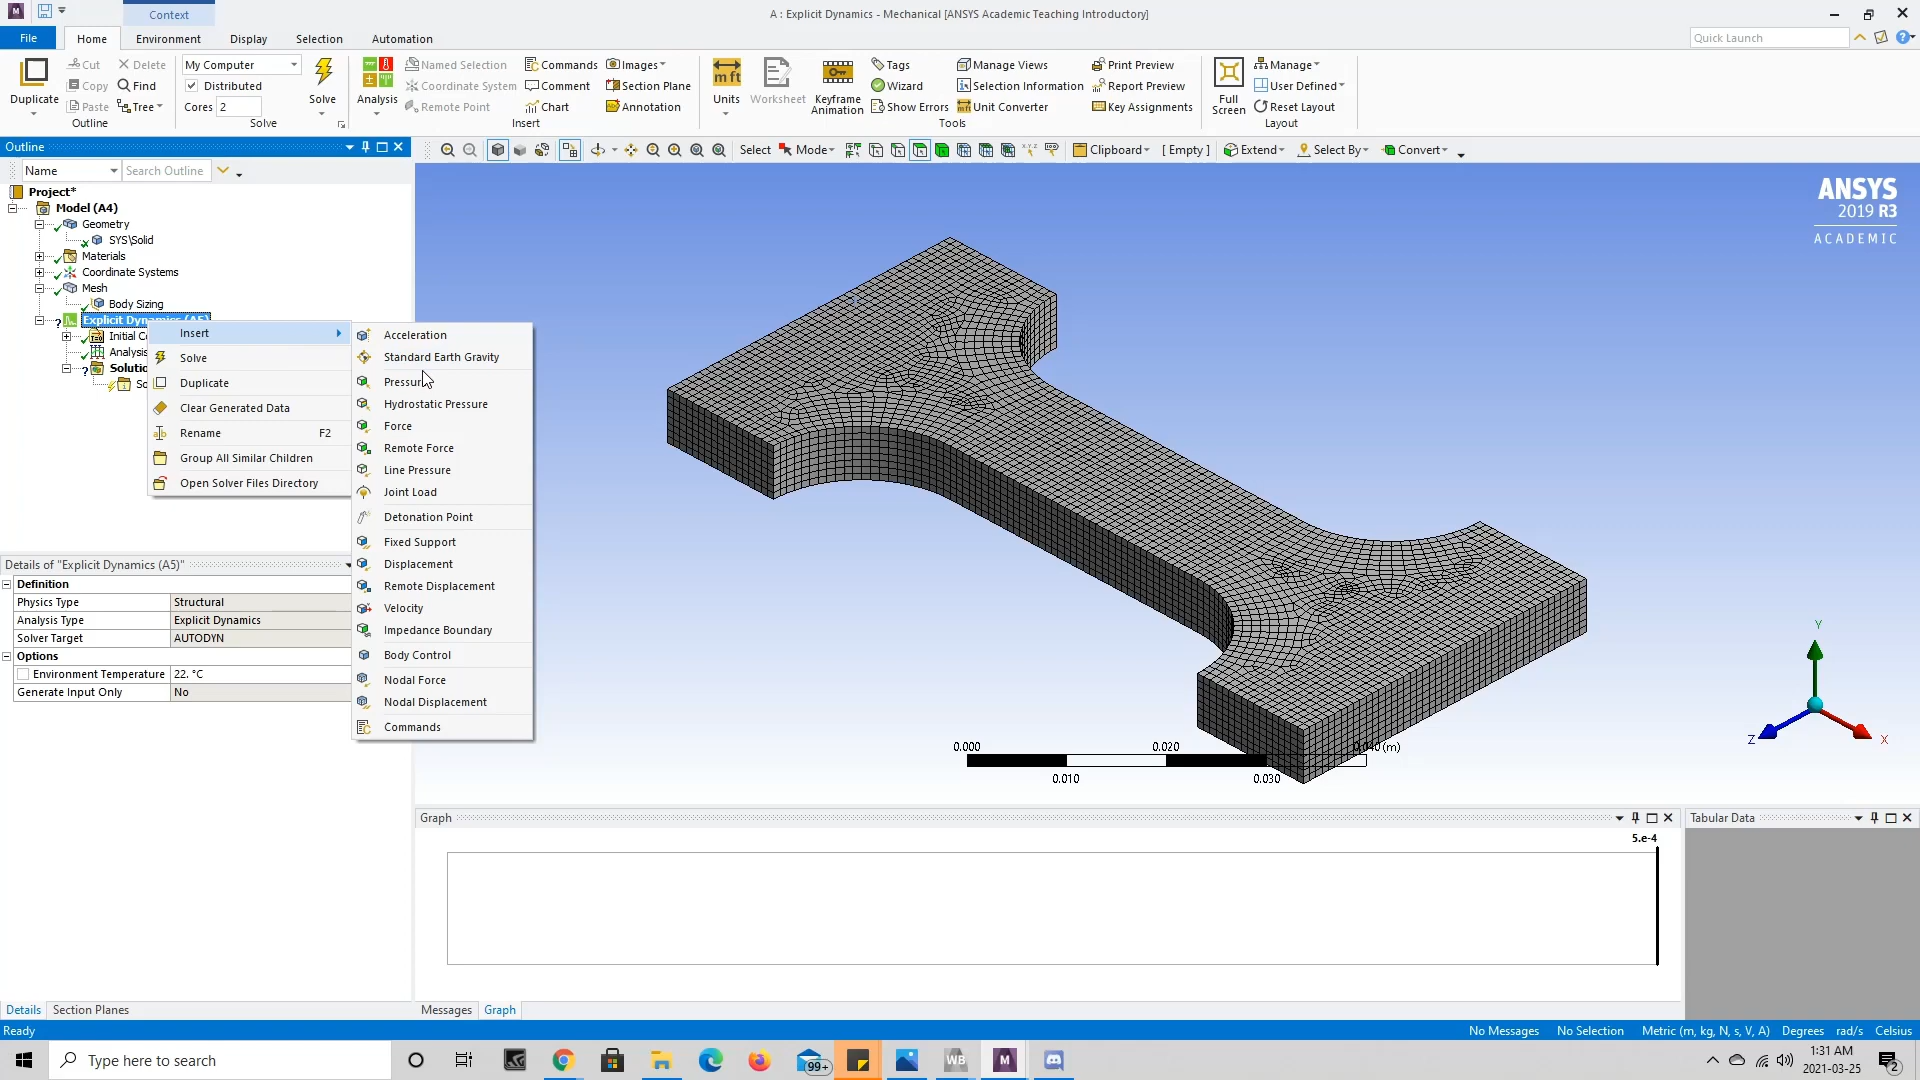 Context
A : Explicit Dynamics - Mechanical [ANSYS Academic Teaching Introductory]
File
Home
Environment
Display
Selection
Automation
Quick Launch
Duplicate
Cut
Delete
Copy
Find
Paste
Tree
Outline
My Computer
Distributed
Cores 2
Solve
Solve
Analysis
Named Selection
Coordinate System
Remote Point
Commands
Comment
Chart
Images
Section Plane
Annotation
Insert
Units
Worksheet
Keyframe
Animation
Tags
Wizard
Show Errors
Manage Views
Selection Information
Unit Converter
Print Preview
Report Preview
Key Assignments
Tools
Full
Screen
Manage
User Defined
Reset Layout
Layout
Outline
Name
Search Outline
Select
Mode
Clipboard
[ Empty ]
Extend
Select By
Convert
Project*
Model (A4)
Geometry
SYS\Solid
Materials
Coordinate Systems
Mesh
Body Sizing
Explicit Dynamics (A5)
Initial Co
Analysis
Solutio
So
Insert
Solve
Duplicate
Clear Generated Data
Rename F2
Group All Similar Children
Open Solver Files Directory
Acceleration
Standard Earth Gravity
Pressure
Hydrostatic Pressure
Force
Remote Force
Line Pressure
Joint Load
Detonation Point
Fixed Support
Displacement
Remote Displacement
Velocity
Impedance Boundary
Body Control
Nodal Force
Nodal Displacement
Commands
ANSYS
2019 R3
ACADEMIC
Details of "Explicit Dynamics (A5)"
Definition
Physics Type Structural
Analysis Type Explicit Dynamics
Solver Target AUTODYN
Options
Environment Temperature 22. °C
Generate Input Only No
Y
Z
X
0.000 0.020 0.040 (m)
0.010 0.030
Graph
5.e-4
Tabular Data
Details
Section Planes
Messages
Graph
Ready
No Messages
No Selection
Metric (m, kg, N, s, V, A)
Degrees
rad/s
Celsius
Type here to search
99+
WB
M
1:31 AM
2021-03-25
2